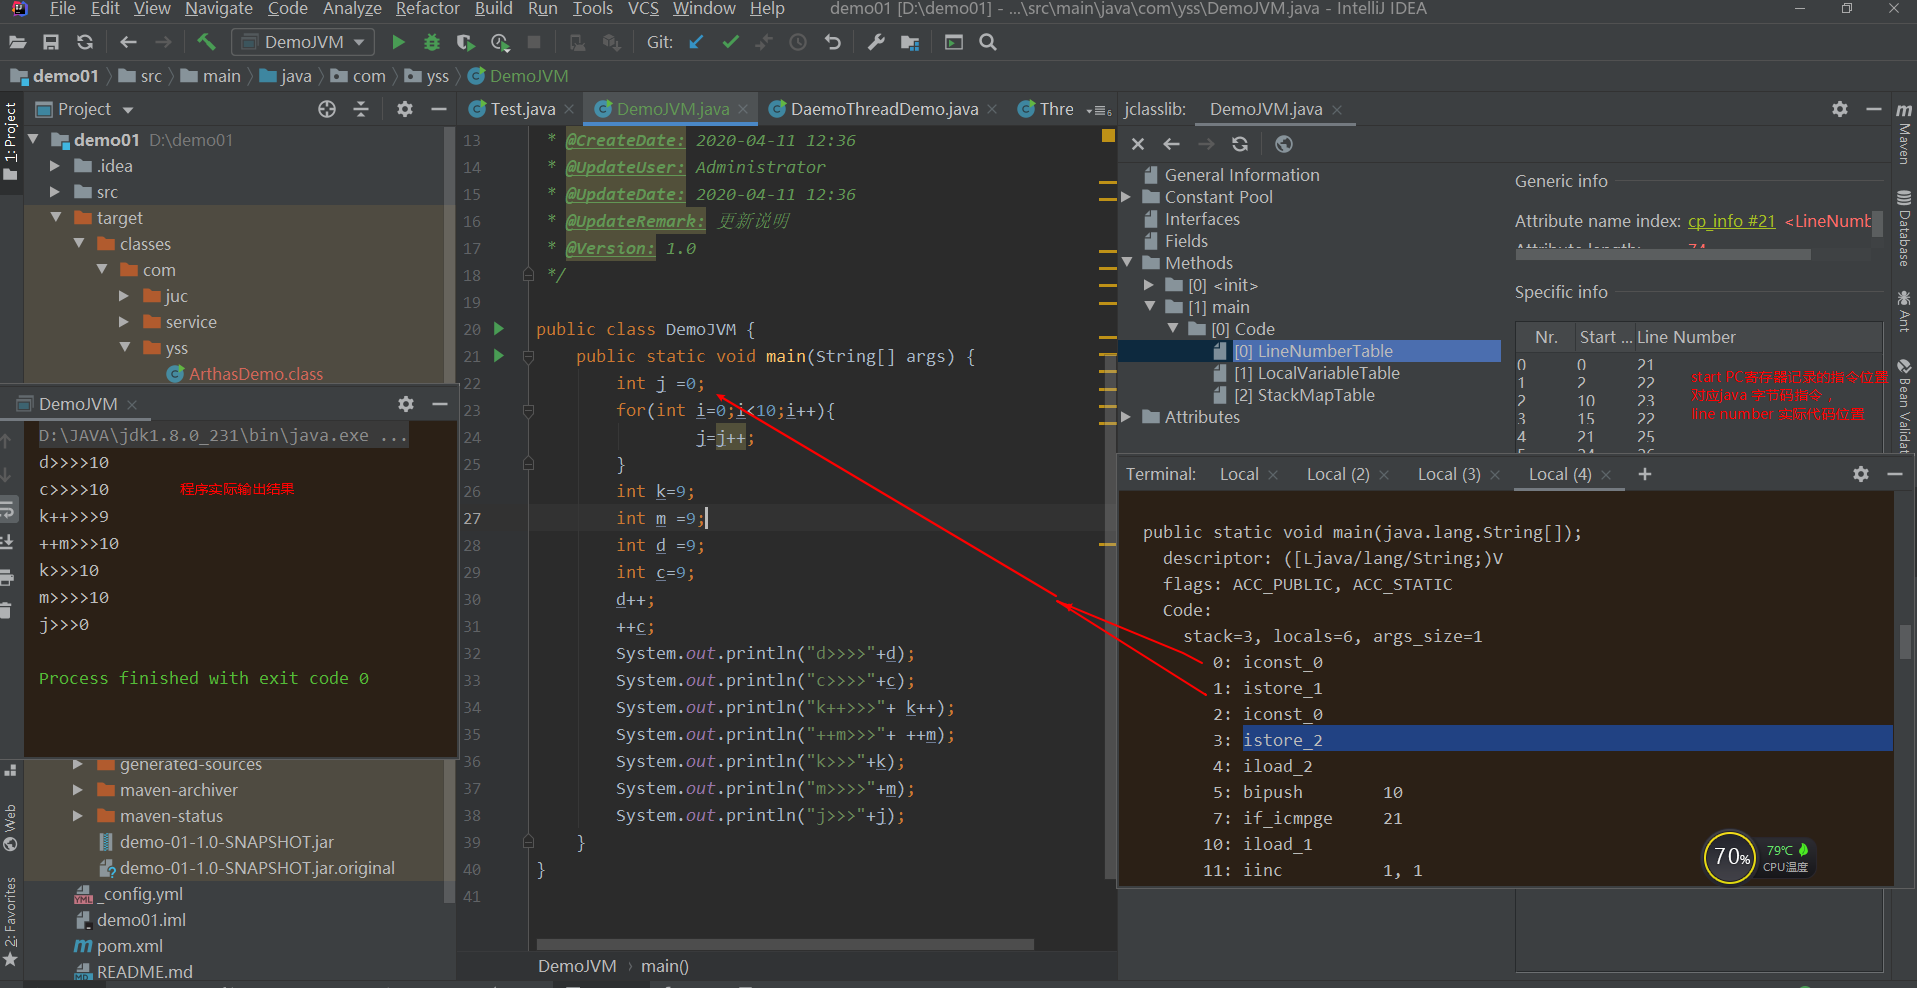 File Edit View Navigate Code Analyze Refactor Build Run Tools VCS Window Help demo01 [D:\demo01] - ...\src\main\java\com\yss\DemoJVM.java - IntelliJ IDEA
DemoJVM Git:
demo01 src main java com yss DemoJVM
1: Project
Project
demo01 D:\demo01
.idea
src
target
classes
com
juc
service
yss
ArthasDemo.class
DemoJVM
D:\JAVA\jdk1.8.0_231\bin\java.exe ...
d>>>>10
c>>>>10
程序实际输出结果
k++>>>9
++m>>>10
k>>>10
m>>>>10
j>>>0
Process finished with exit code 0
generated-sources
maven-archiver
maven-status
demo-01-1.0-SNAPSHOT.jar
demo-01-1.0-SNAPSHOT.jar.original
_config.yml
demo01.iml
pom.xml
README.md
Web
2: Favorites
Test.java DemoJVM.java DaemoThreadDemo.java Thre
13 * @CreateDate: 2020-04-11 12:36
14 * @UpdateUser: Administrator
15 * @UpdateDate: 2020-04-11 12:36
16 * @UpdateRemark: 更新说明
17 * @Version: 1.0
18 */
19
20 public class DemoJVM {
21 public static void main(String[] args) {
22 int j =0;
23 for(int i=0;i<10;i++){
24 j=j++;
25 }
26 int k=9;
27 int m =9;
28 int d =9;
29 int c=9;
30 d++;
31 ++c;
32 System.out.println("d>>>>"+d);
33 System.out.println("c>>>>"+c);
34 System.out.println("k++>>>"+ k++);
35 System.out.println("++m>>>"+ ++m);
36 System.out.println("k>>>"+k);
37 System.out.println("m>>>>"+m);
38 System.out.println("j>>>"+j);
39 }
40 }
41
DemoJVM main()
jclasslib: DemoJVM.java
General Information
Constant Pool
Interfaces
Fields
Methods
[0] <init>
[1] main
[0] Code
[0] LineNumberTable
[1] LocalVariableTable
[2] StackMapTable
Attributes
Generic info
Attribute name index: cp_info #21 <LineNumb
Attribute length: 74
Specific info
Nr. Start ... Line Number
0 0 21
1 2 22
2 10 23
3 15 22
4 21 25
start PC寄存器记录的指令位置
对应java 字节码指令，
line number 实际代码位置
Terminal: Local Local (2) Local (3) Local (4) +
public static void main(java.lang.String[]);
descriptor: ([Ljava/lang/String;)V
flags: ACC_PUBLIC, ACC_STATIC
Code:
stack=3, locals=6, args_size=1
0: iconst_0
1: istore_1
2: iconst_0
3: istore_2
4: iload_2
5: bipush 10
7: if_icmpge 21
10: iload_1
11: iinc 1, 1
70% 79℃
CPU温度
Maven
Database
Ant
Bean Validat